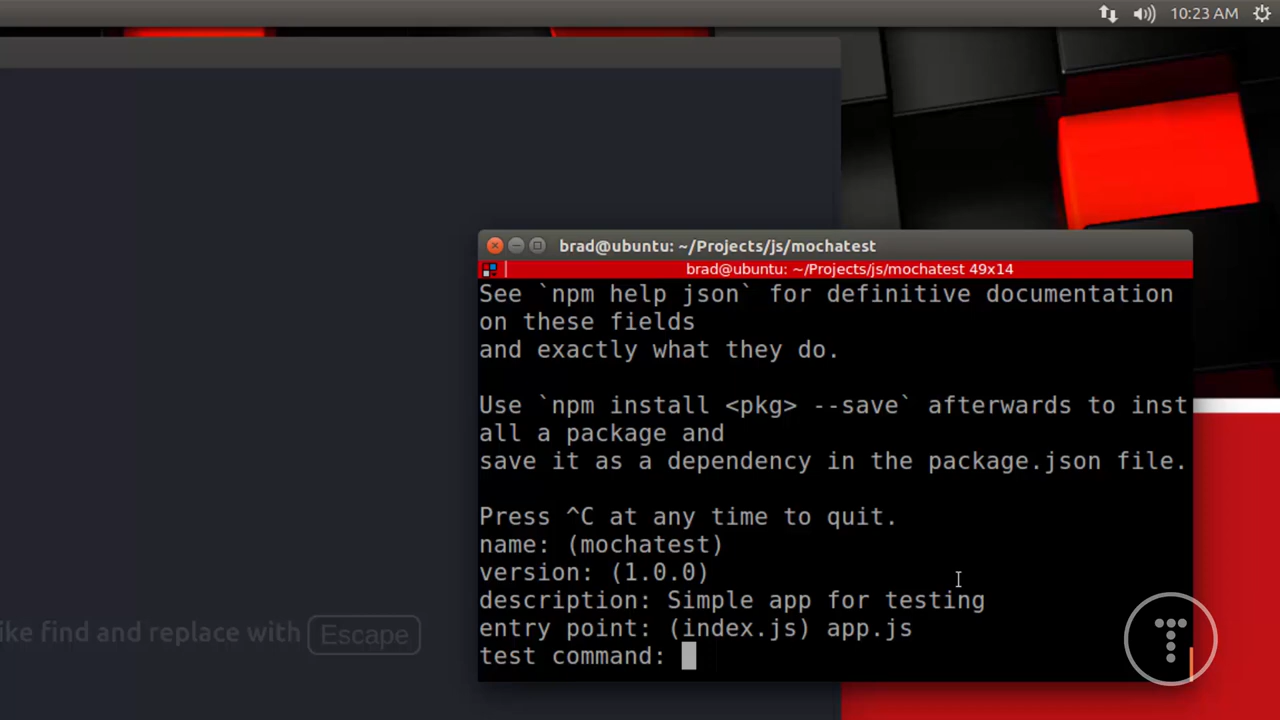 10:23 AM
brad@ubuntu: ~/Projects/js/mochatest
brad@ubuntu: ~/Projects/js/mochatest 49x14
See `npm help json` for definitive documentation
on these fields
and exactly what they do.
Use `npm install <pkg> --save` afterwards to inst
all a package and
save it as a dependency in the package.json file.
Press ^C at any time to quit.
name: (mochatest)
version: (1.0.0)
description: Simple app for testing
entry point: (index.js) app.js
test command:
ike find and replace with Escape